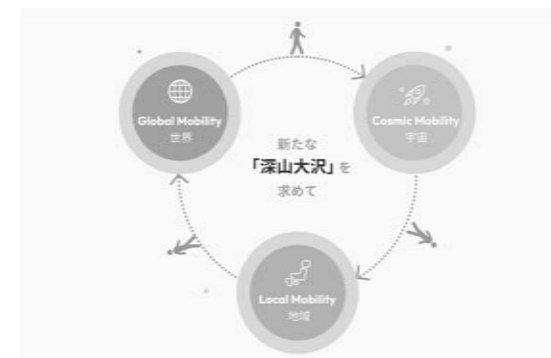 Global Mobility
世界
Cosmic Mobility
宇宙
新たな
「深山大沢」を
求めて
Local Mobility
地域